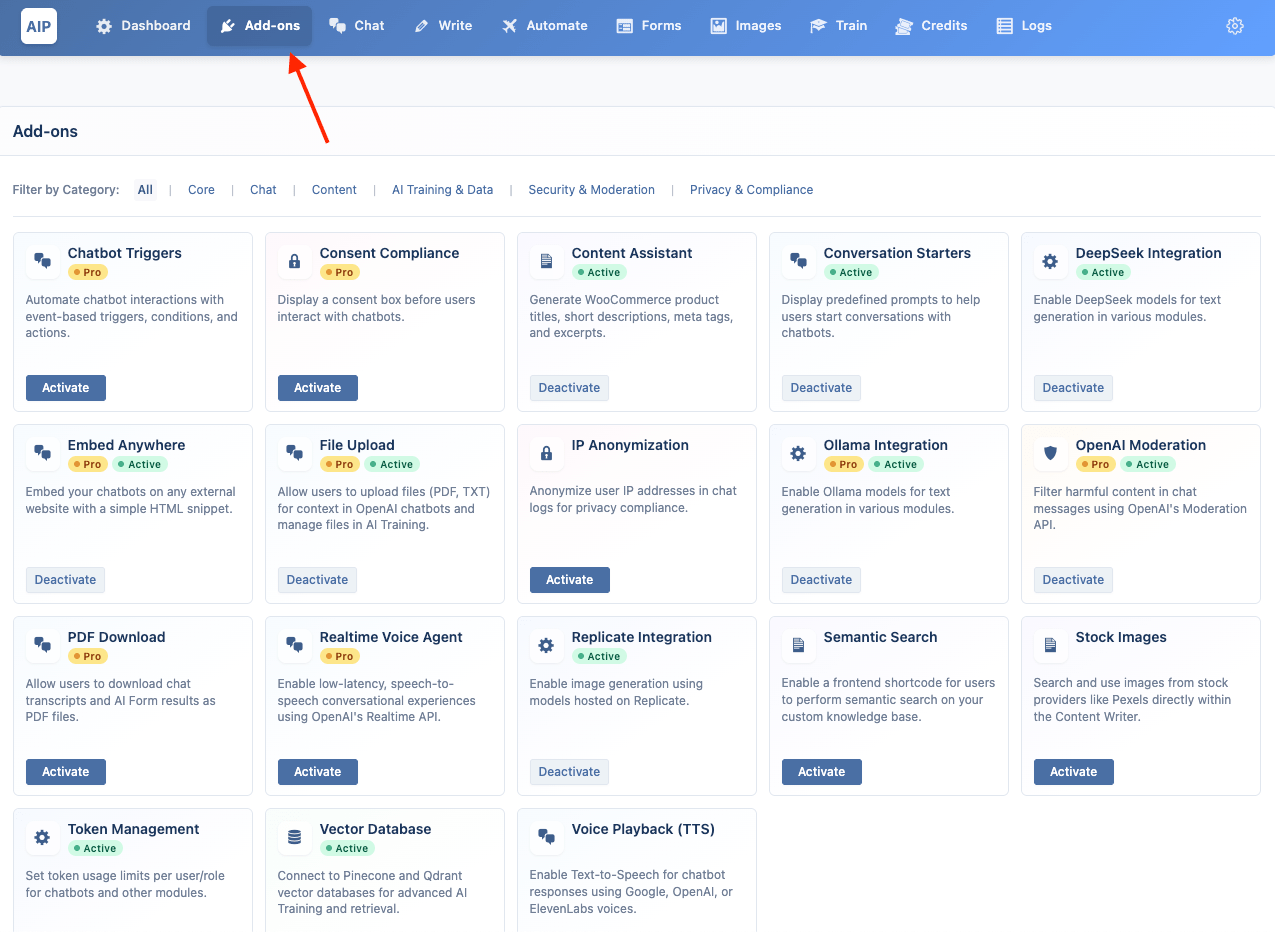 AIP
Dashboard
Add-ons
Chat
Write
Automate
Forms
Images
Train
Credits
Logs
Add-ons
Filter by Category: All | Core | Chat | Content | AI Training & Data | Security & Moderation | Privacy & Compliance
Chatbot Triggers
Pro
Automate chatbot interactions with
event-based triggers, conditions, and
actions.
Activate
Consent Compliance
Pro
Display a consent box before users
interact with chatbots.
Activate
Content Assistant
Active
Generate WooCommerce product
titles, short descriptions, meta tags,
and excerpts.
Deactivate
Conversation Starters
Active
Display predefined prompts to help
users start conversations with
chatbots.
Deactivate
DeepSeek Integration
Active
Enable DeepSeek models for text
generation in various modules.
Deactivate
Embed Anywhere
Pro Active
Embed your chatbots on any external
website with a simple HTML snippet.
Deactivate
File Upload
Pro Active
Allow users to upload files (PDF, TXT)
for context in OpenAI chatbots and
manage files in AI Training.
Deactivate
IP Anonymization
Anonymize user IP addresses in chat
logs for privacy compliance.
Activate
Ollama Integration
Pro Active
Enable Ollama models for text
generation in various modules.
Deactivate
OpenAI Moderation
Pro Active
Filter harmful content in chat
messages using OpenAI's Moderation
API.
Deactivate
PDF Download
Pro
Allow users to download chat
transcripts and AI Form results as
PDF files.
Activate
Realtime Voice Agent
Pro
Enable low-latency, speech-to-
speech conversational experiences
using OpenAI's Realtime API.
Activate
Replicate Integration
Active
Enable image generation using
models hosted on Replicate.
Deactivate
Semantic Search
Enable a frontend shortcode for users
to perform semantic search on your
custom knowledge base.
Activate
Stock Images
Search and use images from stock
providers like Pexels directly within
the Content Writer.
Activate
Token Management
Active
Set token usage limits per user/role
for chatbots and other modules.
Vector Database
Active
Connect to Pinecone and Qdrant
vector databases for advanced AI
Training and retrieval.
Voice Playback (TTS)
Enable Text-to-Speech for chatbot
responses using Google, OpenAI, or
ElevenLabs voices.